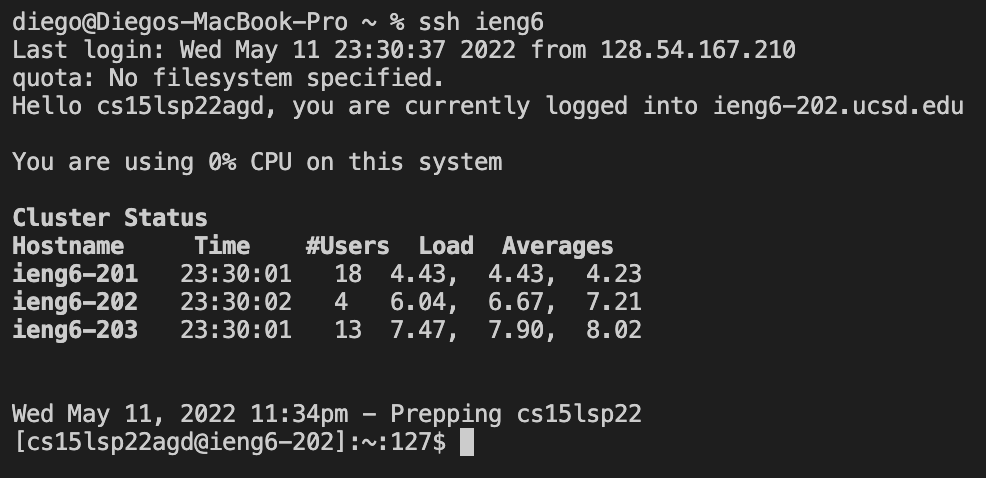 diego@Diegos-MacBook-Pro ~ % ssh ieng6
Last login: Wed May 11 23:30:37 2022 from 128.54.167.210
quota: No filesystem specified.
Hello cs15lsp22agd, you are currently logged into ieng6-202.ucsd.edu
You are using 0% CPU on this system
Cluster Status
Hostname     Time    #Users  Load  Averages
ieng6-201   23:30:01   18  4.43,  4.43,  4.23
ieng6-202   23:30:02   4   6.04,  6.67,  7.21
ieng6-203   23:30:01   13  7.47,  7.90,  8.02
Wed May 11, 2022 11:34pm - Prepping cs15lsp22
[cs15lsp22agd@ieng6-202]:~:127$